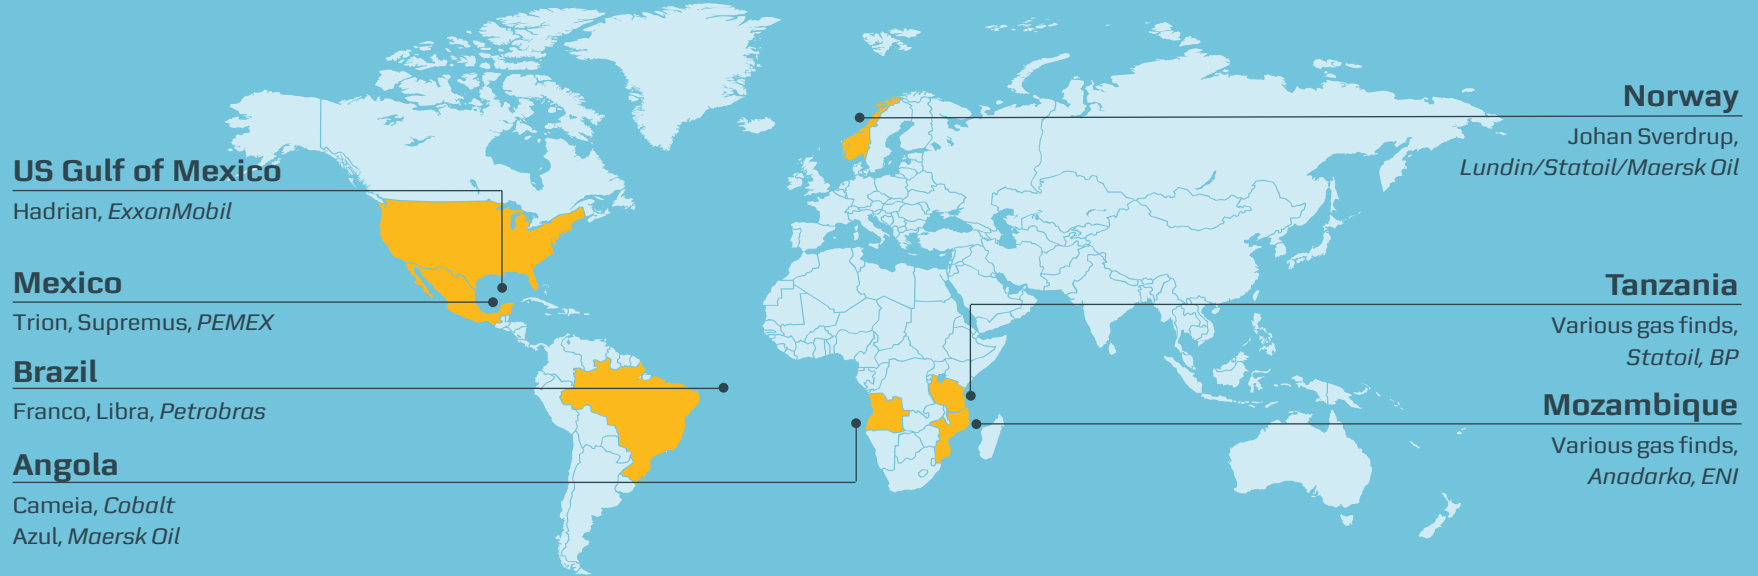 US Gulf of Mexico
Hadrian, ExxonMobil
Mexico
Trion, Supremus, PEMEX
Brazil
Franco, Libra, Petrobras
Angola
Cameia, Cobalt
Azul, Maersk Oil
Norway
Johan Sverdrup,
Lundin/Statoil/Maersk Oil
Tanzania
Various gas finds,
Statoil, BP
Mozambique
Various gas finds,
Anadarko, ENI